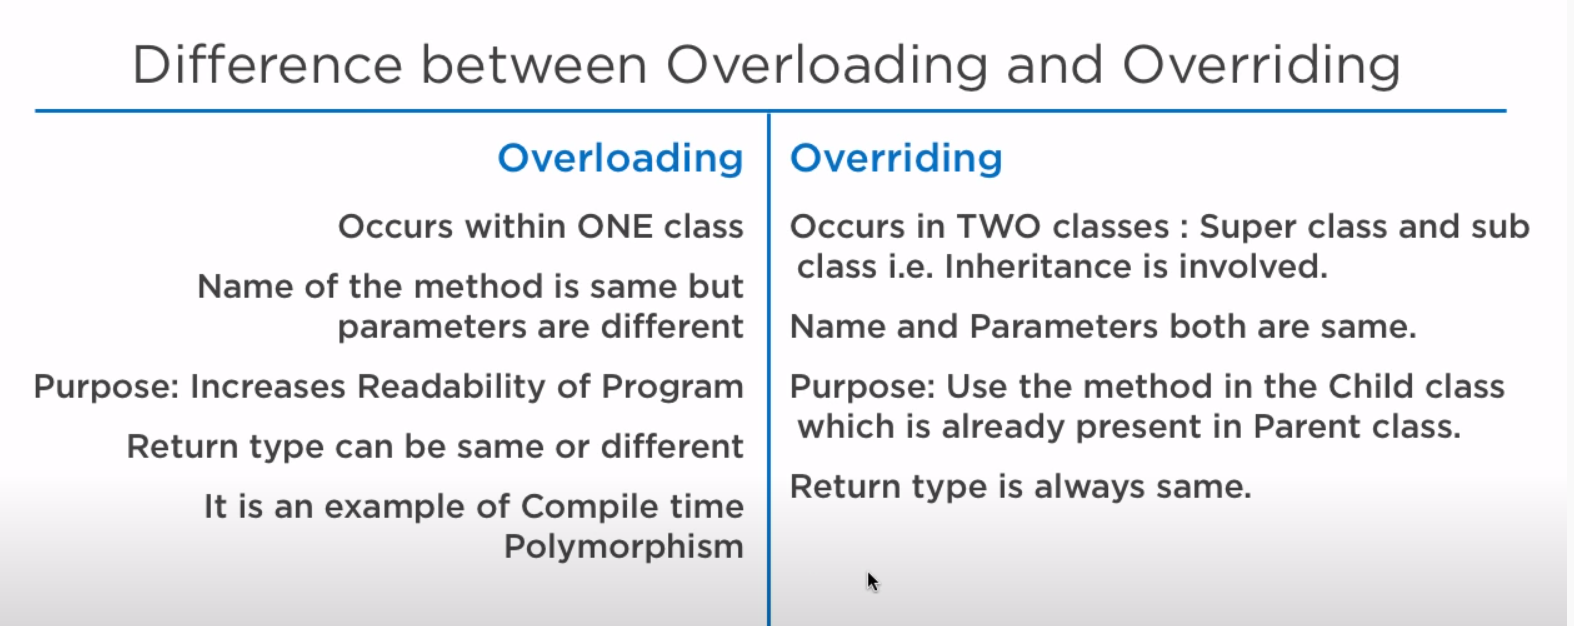 Difference between Overloading and Overriding
Overloading
Occurs within ONE class
Name of the method is same but
parameters are different
Purpose: Increases Readability of Program
Return type can be same or different
It is an example of Compile time
Polymorphism
Overriding
Occurs in TWO classes : Super class and sub
class i.e. Inheritance is involved.
Name and Parameters both are same.
Purpose: Use the method in the Child class
which is already present in Parent class.
Return type is always same.